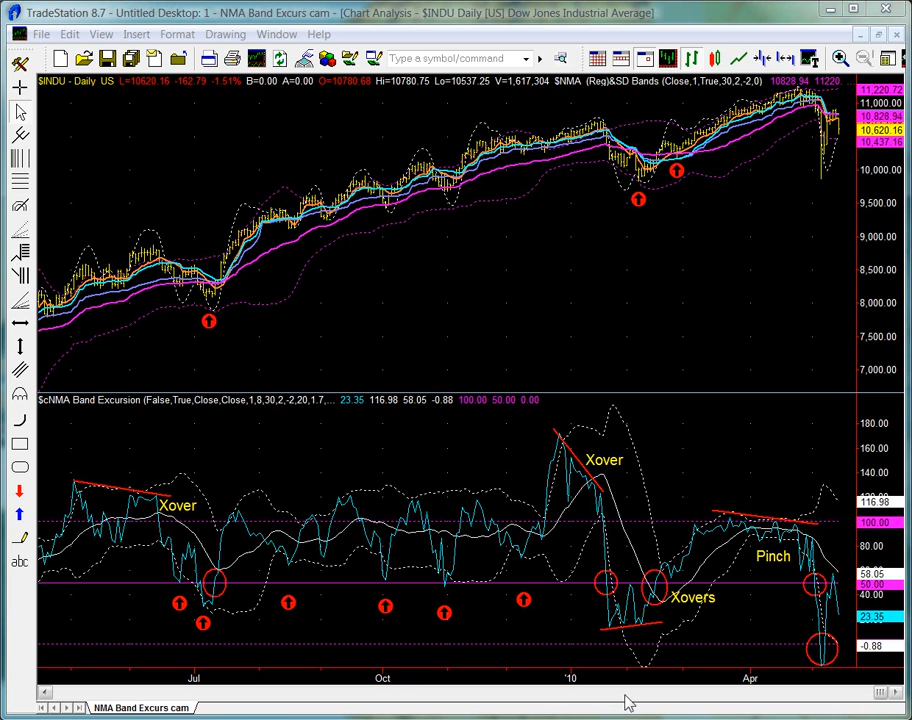 TradeStation 8.7 - Untitled Desktop: 1 - NMA Band Excurs cam - [Chart Analysis - $INDU Daily [US] Dow Jones Industrial Average]
File Edit View Insert Format Drawing Window Help
Type a symbol/command
$INDU - Daily US L=10620.16 -162.79 -1.51% B=0.00 A=0.00 O=10780.68 Hi=10780.75 Lo=10537.25 V=1,617.304 $NMA (Reg)&SD Bands (Close,1,True,30,2,-2,0) 10828.94 11220
11,220.72
11,000.00
10,828.94
10,620.16
10,437.16
10,000.00
9,500.00
9,000.00
8,500.00
8,000.00
7,500.00
7,000.00
$cNMA Band Excursion (False,True,Close,Close,1,8,30,2,-2,20,1.7,... 23.35 116.98 58.05 -0.88 100.00 50.00 0.00
180.00
160.00
Xover
140.00
Xover
116.98
100.00
Pinch
80.00
58.05
50.00
40.00
Xovers
23.35
-0.88
Jul Oct '10 Apr
NMA Band Excurs cam
abc